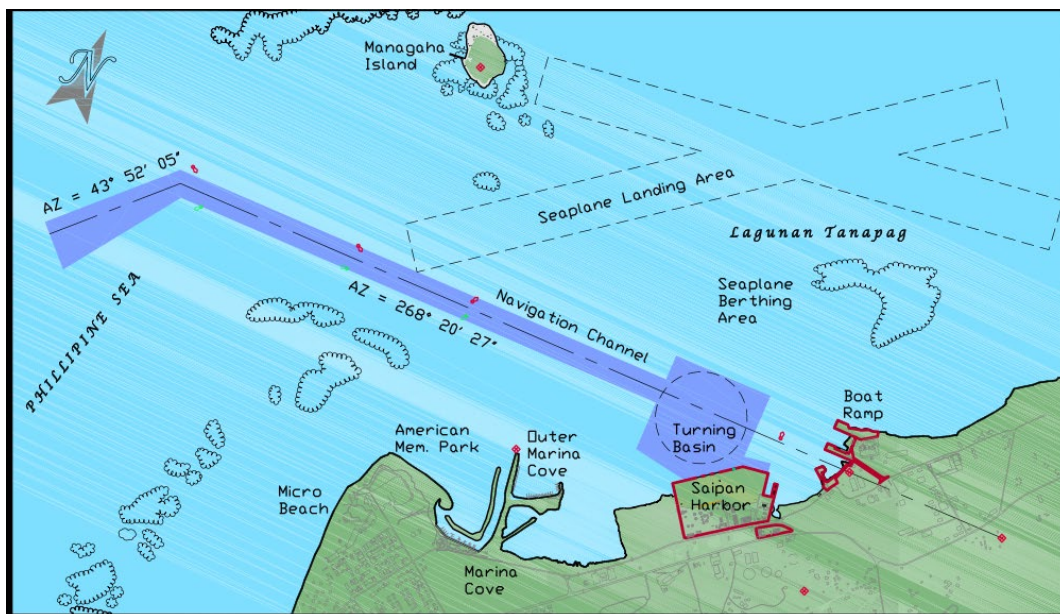 Managaha
Island
N
AZ = 43° 52' 05"
Seaplane Landing Area
Lagunan Tanapag
Seaplane
Berthing
Area
Navigation Channel
AZ = 268° 20' 27"
PHILLIPINE SEA
Boat
Ramp
American
Mem. Park
Outer
Marina
Cove
Turning
Basin
Micro
Beach
Saipan
Harbor
Marina
Cove